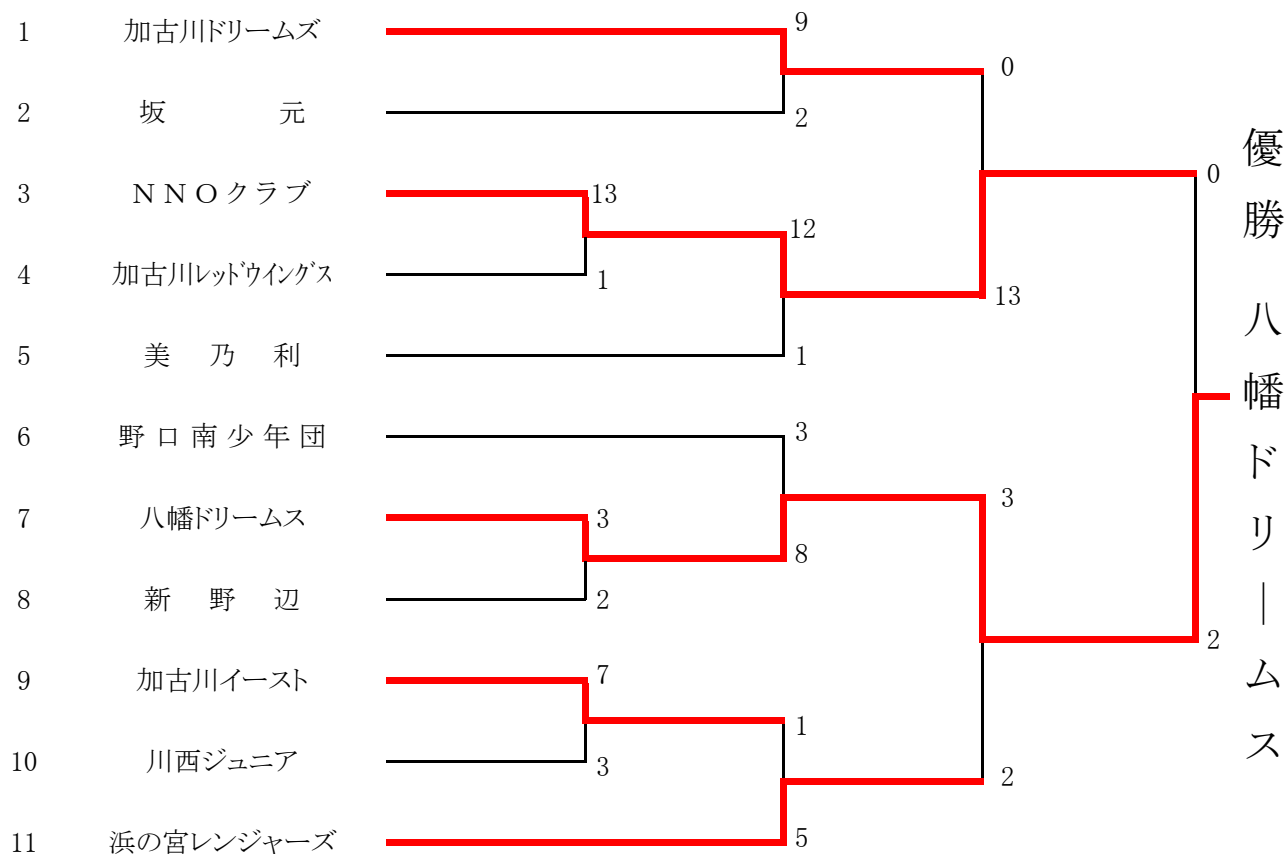 1 加古川ドリームズ 9
0
2 坂 元 2
3 NNOクラブ 13
12
0
4 加古川レッドウイングス 1
13
5 美乃利 1
6 野口南少年団 3
3
7 八幡ドリームス 3
8
8 新野辺 2
2
9 加古川イースト 7
1
10 川西ジュニア 3
2
11 浜の宮レンジャーズ 5
優勝 八幡ドリームス